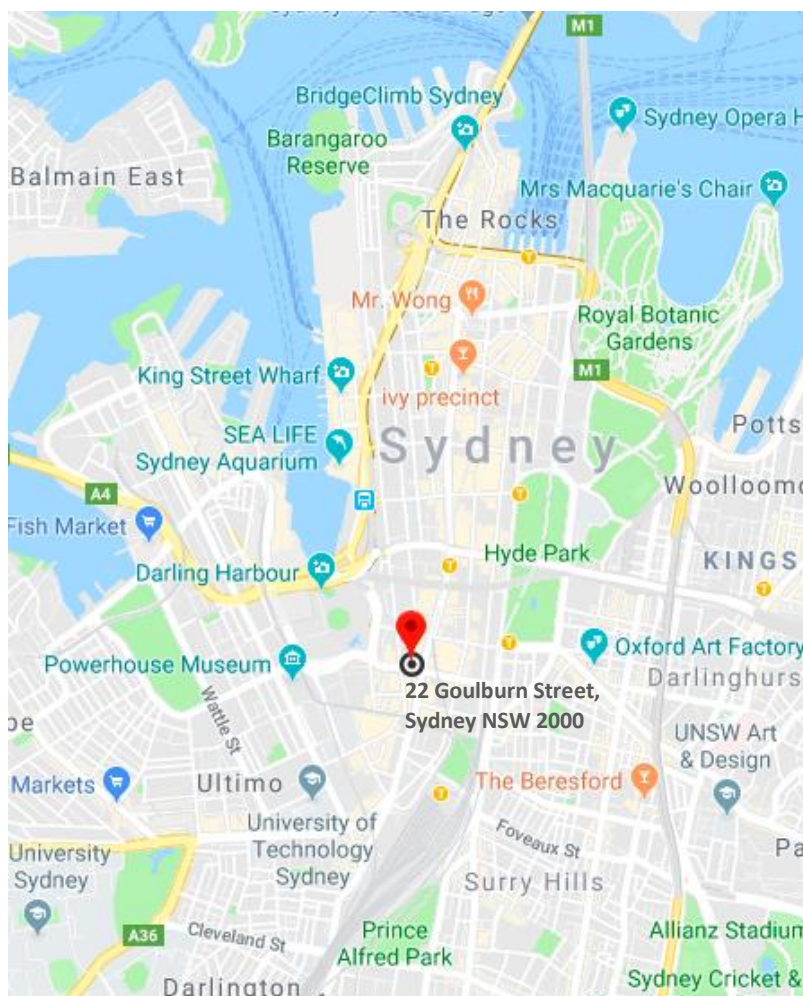 M1
BridgeClimb Sydney
Sydney Opera H
Barangaroo
Reserve
Balmain East
Mrs Macquarie's Chair
The Rocks
Mr. Wong
Royal Botanic
Gardens
King Street Wharf
M1
ivy precinct
SEA LIFE
Sydney Aquarium
Sydney
Potts
A4
Woolloomo
Fish Market
Hyde Park
KINGS
Darling Harbour
Oxford Art Factory
Powerhouse Museum
Darlinghurs
22 Goulburn Street,
Sydney NSW 2000
Wattle St
be
UNSW Art
& Design
Markets
Ultimo
The Beresford
University of
Technology
Sydney
Foveaux St
Pa
University
Sydney
Surry Hills
A36
Cleveland St
Prince
Alfred Park
Allianz Stadium
Sydney Cricket &
Darlington